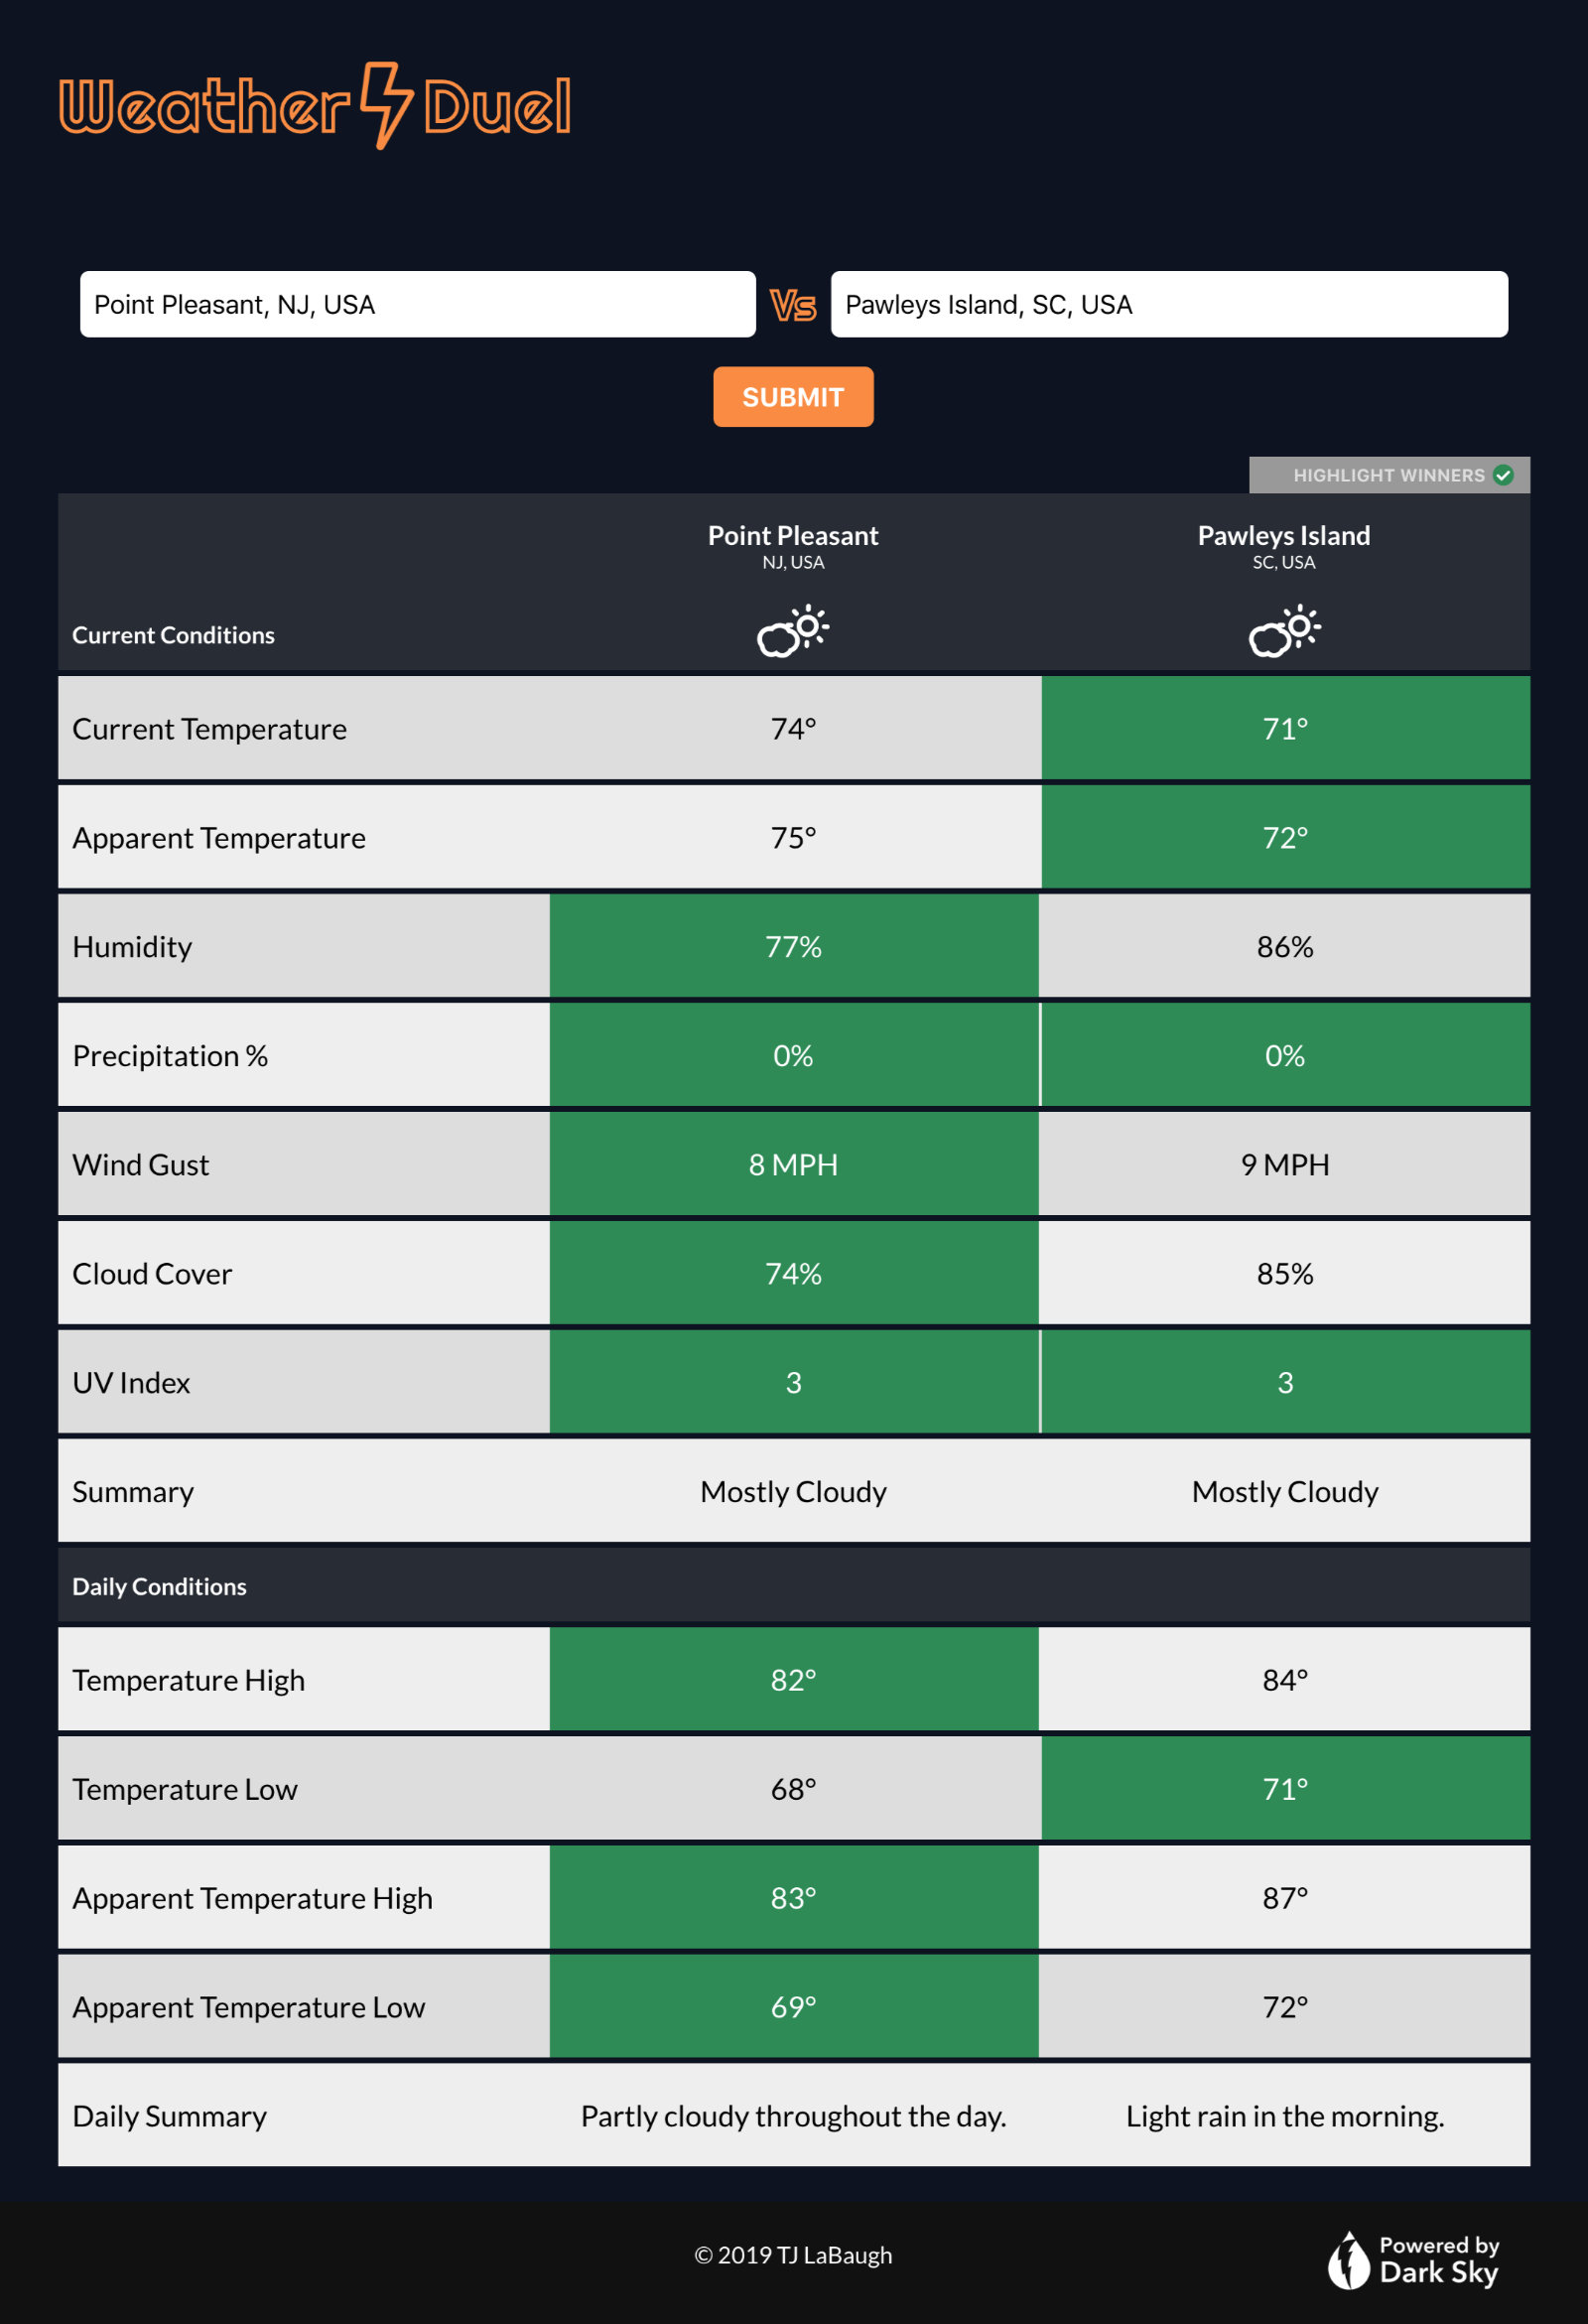 Weather Duel
Point Pleasant, NJ, USA Vs Pawleys Island, SC, USA
SUBMIT
HIGHLIGHT WINNERS
Point Pleasant Pawleys Island
NJ, USA SC, USA
Current Conditions
Current Temperature 74° 71°
Apparent Temperature 75° 72°
Humidity 77% 86%
Precipitation % 0% 0%
Wind Gust 8 MPH 9 MPH
Cloud Cover 74% 85%
UV Index 3 3
Summary Mostly Cloudy Mostly Cloudy
Daily Conditions
Temperature High 82° 84°
Temperature Low 68° 71°
Apparent Temperature High 83° 87°
Apparent Temperature Low 69° 72°
Daily Summary Partly cloudy throughout the day. Light rain in the morning.
© 2019 TJ LaBaugh
Powered by
Dark Sky